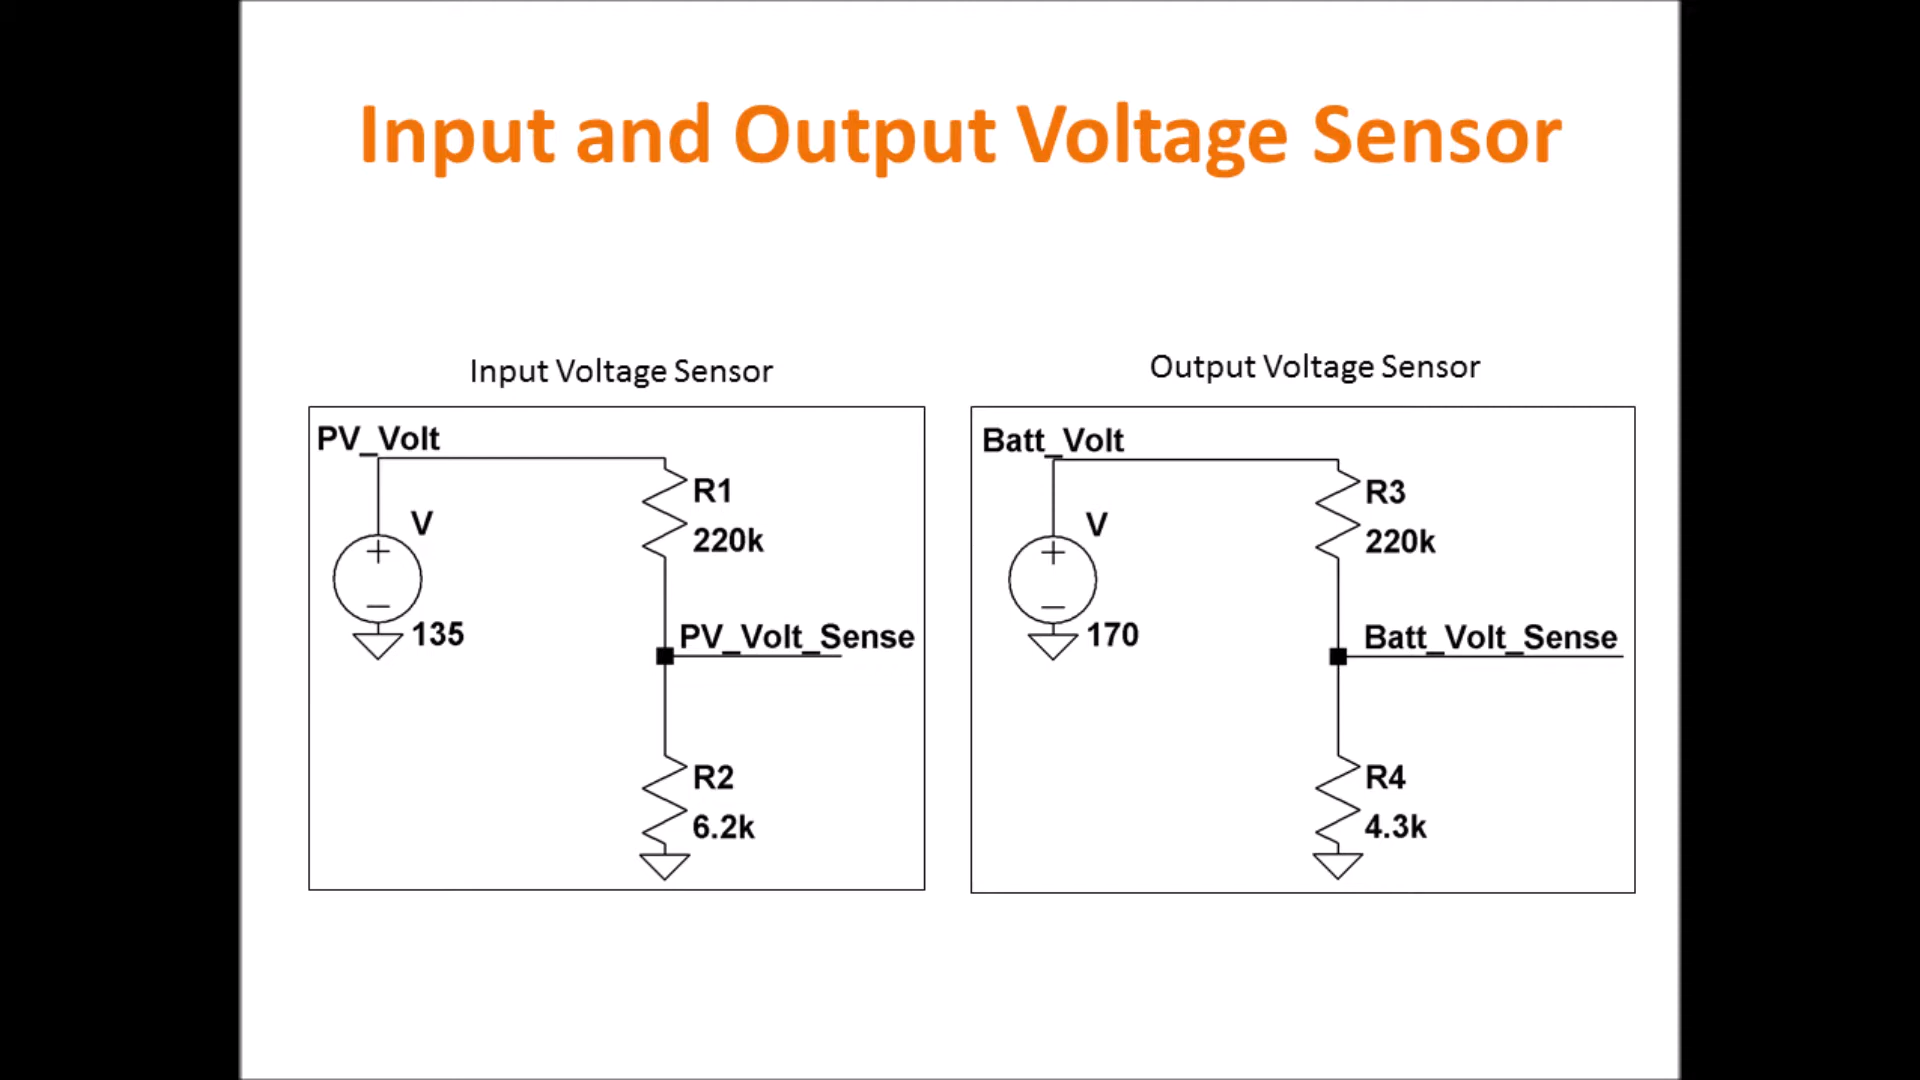 Input and Output Voltage Sensor
Input Voltage Sensor
PV_Volt
R1
V
220k
+
−
135
PV_Volt_Sense
R2
6.2k
Output Voltage Sensor
Batt_Volt
R3
V
220k
+
−
170
Batt_Volt_Sense
R4
4.3k